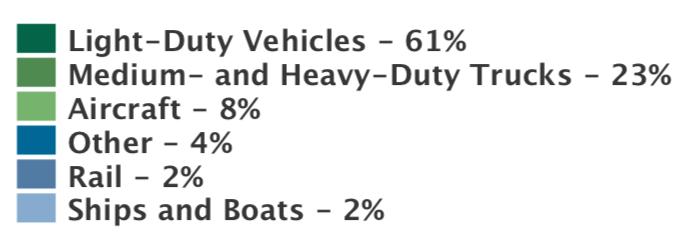 Light-Duty Vehicles – 61%
Medium- and Heavy-Duty Trucks – 23%
Aircraft – 8%
Other – 4%
Rail – 2%
Ships and Boats – 2%